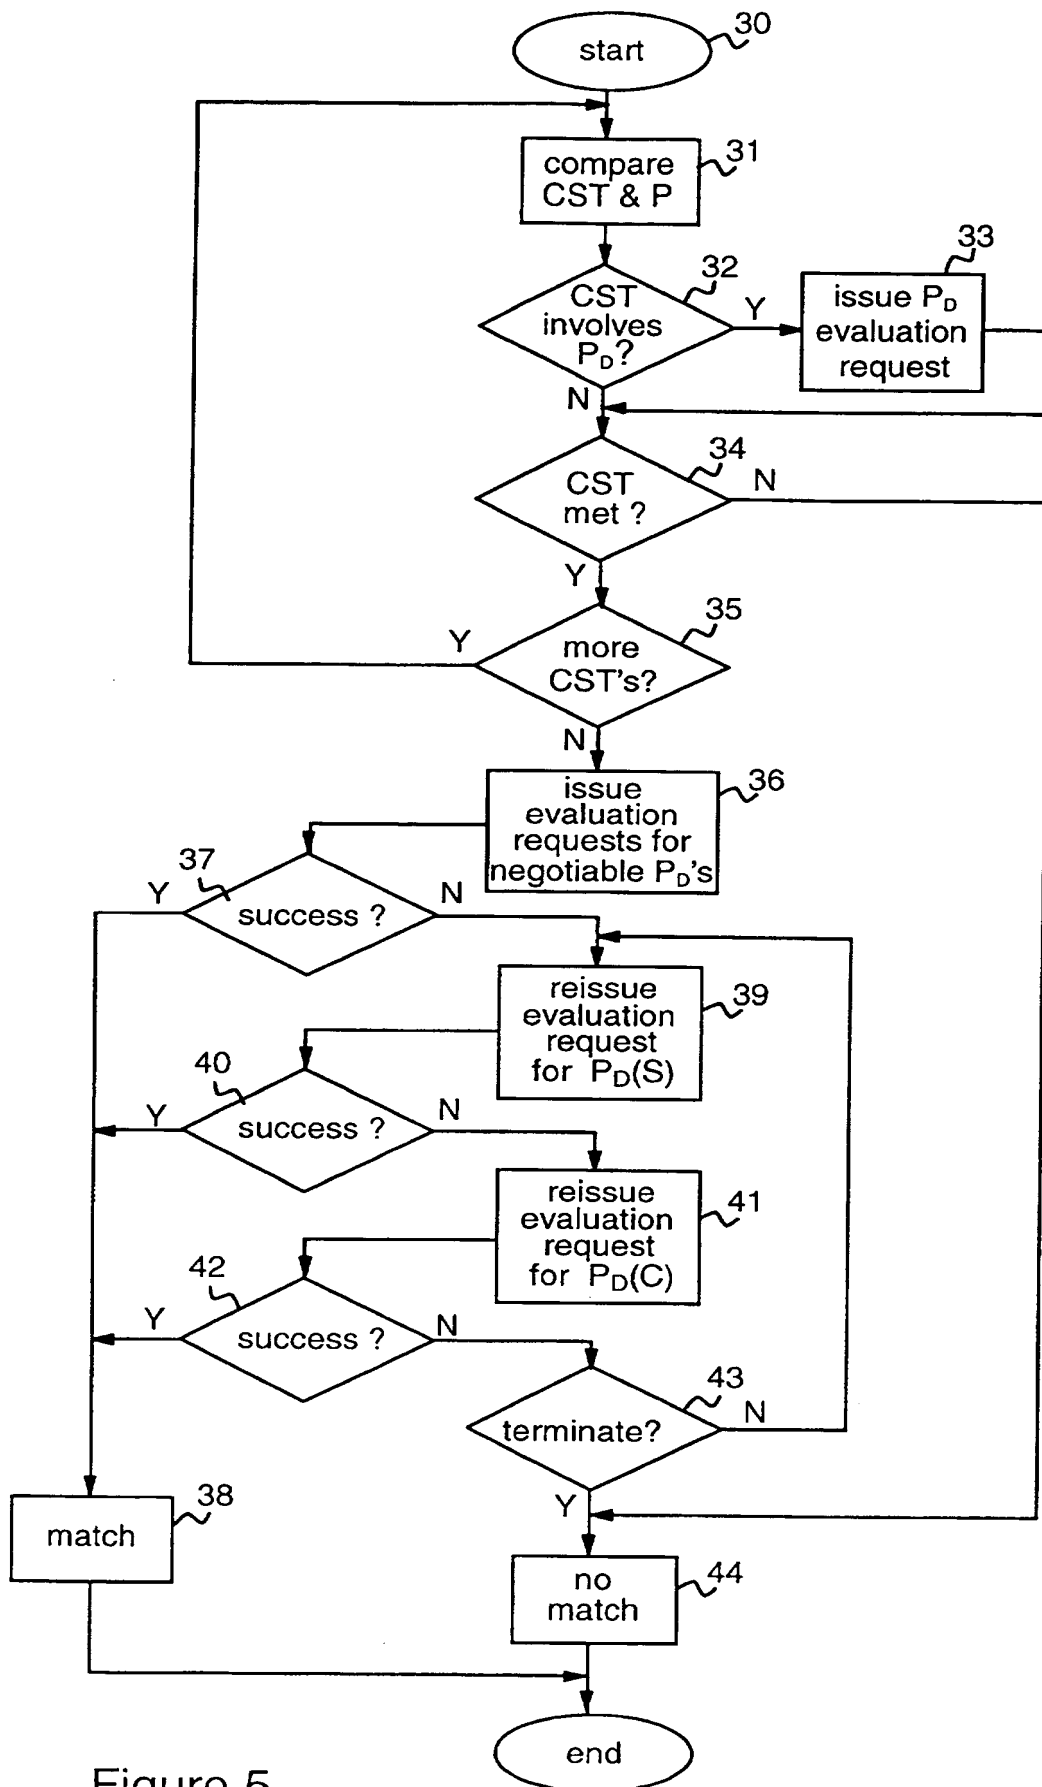 30
start
31
compare
CST & P
32
CST
involves
PD?
Y
33
issue PD
evaluation
request
N
34
CST
met ?
N
Y
35
more
CST's?
Y
N
36
issue
evaluation
requests for
negotiable PD's
37
success ?
Y
N
39
reissue
evaluation
request
for PD(S)
40
success ?
Y
N
41
reissue
evaluation
request
for PD(C)
42
success ?
Y
N
43
terminate?
N
Y
38
match
44
no
match
end
Figure 5